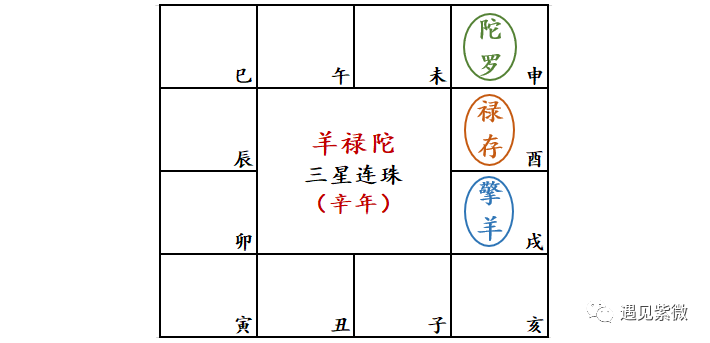 巳
午
未
陀罗
申
辰
羊禄陀
三星连珠
（辛年）
禄存
酉
卯
擎羊
戌
寅
丑
子
亥
遇见紫微